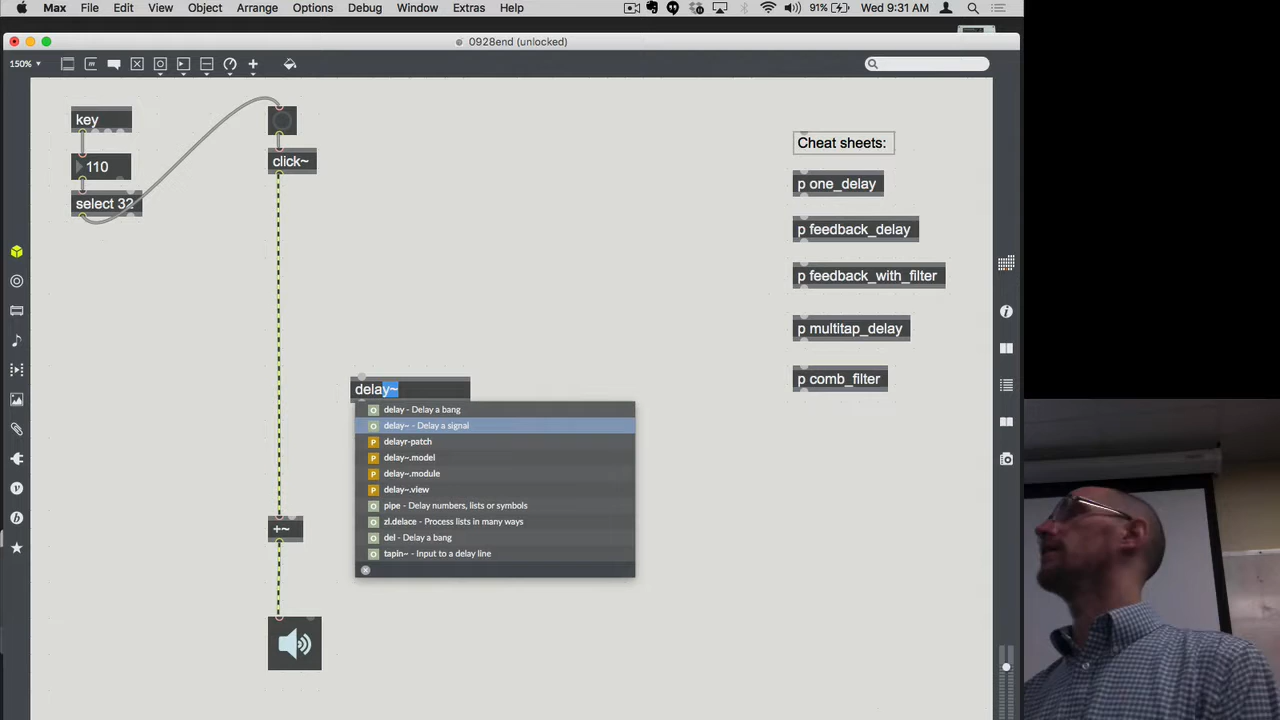 Max File Edit View Object Arrange Options Debug Window Extras Help 91% Wed 9:31 AM
0928end (unlocked)
150%
key
110
select 32
click~
Cheat sheets:
p one_delay
p feedback_delay
p feedback_with_filter
p multitap_delay
p comb_filter
delay~
delay - Delay a bang
delay~ - Delay a signal
delayr-patch
delay~.model
delay~.module
delay~.view
pipe - Delay numbers, lists or symbols
zl.delace - Process lists in many ways
del - Delay a bang
tapin~ - Input to a delay line
+~